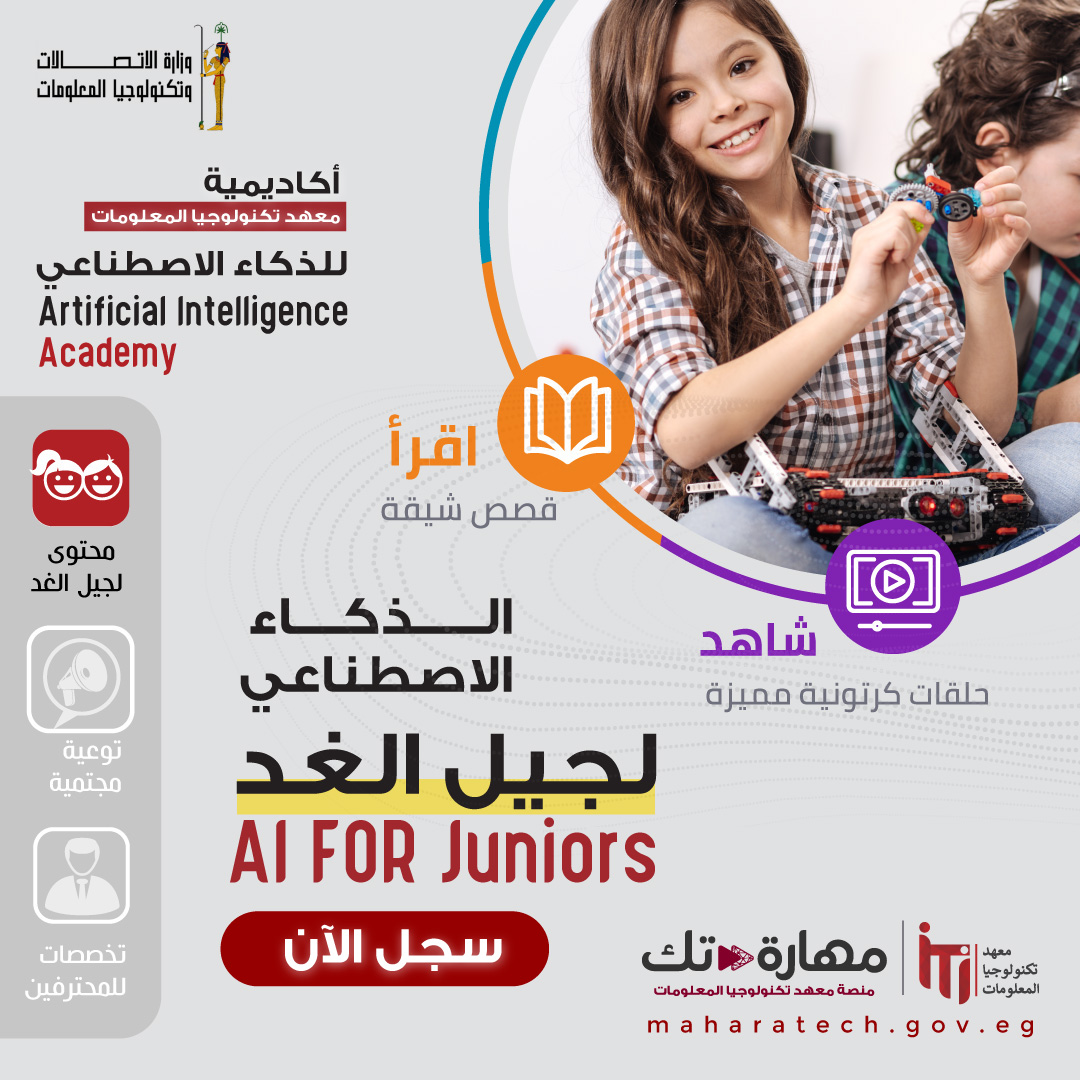 وزارة الاتصالات
وتكنولوجيا المعلومات
أكاديمية
معهد تكنولوجيا المعلومات
للذكاء الاصطناعي
Artificial Intelligence
Academy
اقرأ
قصص شيقة
شاهد
حلقات كرتونية مميزة
محتوى
لجيل الغد
توعية
مجتمية
تخصصات
للمحترفين
الذكاء
الاصطناعي
لجيل الغد
AI FOR Juniors
سجل الآن
مهارة تك
منصة معهد تكنولوجيا المعلومات
iTi
معهد
تكنولوجيا
المعلومات
maharatech.gov.eg